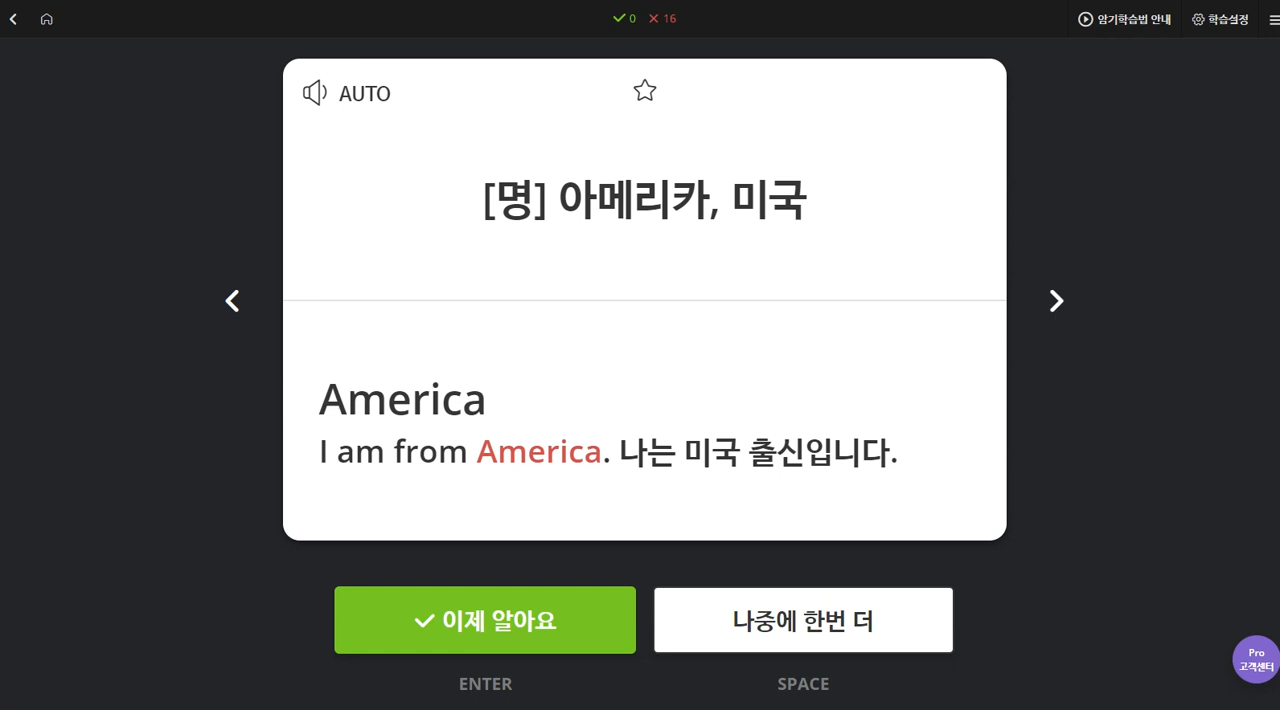 0 16 암기학습법 안내 학습설정
AUTO
[명] 아메리카, 미국
America
I am from America. 나는 미국 출신입니다.
이제 알아요 나중에 한번 더
ENTER SPACE
Pro
고객센터